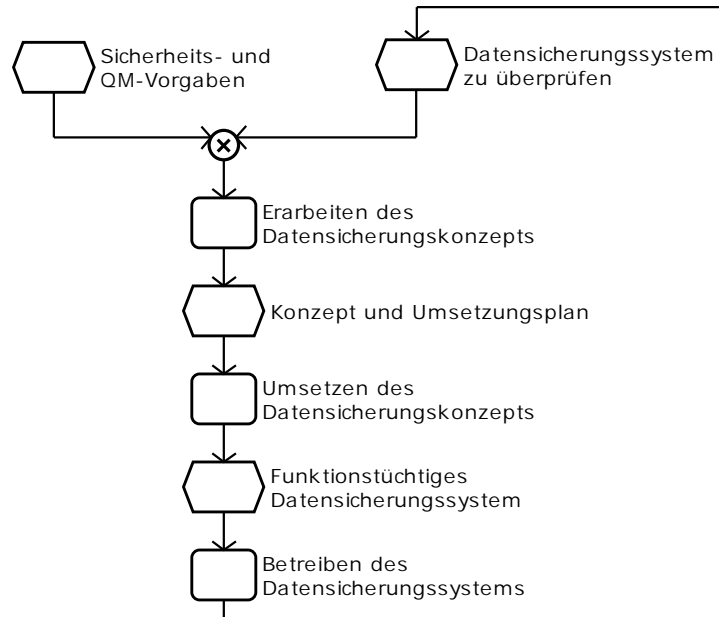 Sicherheits- und
QM-Vorgaben
Datensicherungssystem
zu überprüfen
Erarbeiten des
Datensicherungskonzepts
Konzept und Umsetzungsplan
Umsetzen des
Datensicherungskonzepts
Funktionstüchtiges
Datensicherungssystem
Betreiben des
Datensicherungssystems